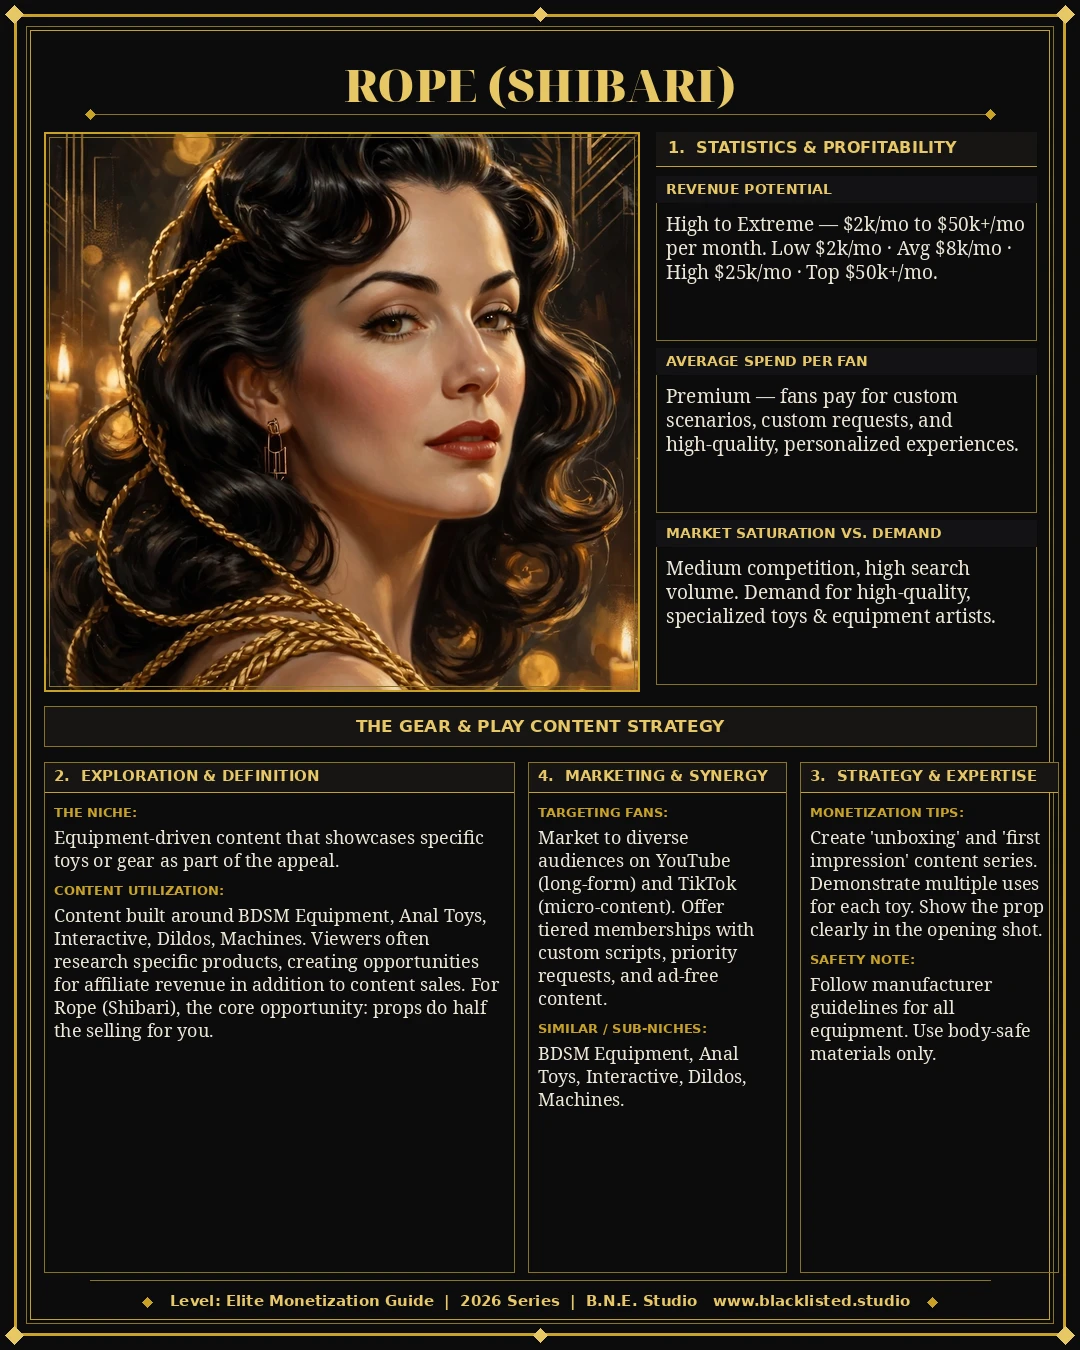 ROPE (SHIBARI)
1. STATISTICS & PROFITABILITY
REVENUE POTENTIAL
High to Extreme — $2k/mo to $50k+/mo
per month. Low $2k/mo · Avg $8k/mo ·
High $25k/mo · Top $50k+/mo.
AVERAGE SPEND PER FAN
Premium — fans pay for custom
scenarios, custom requests, and
high-quality, personalized experiences.
MARKET SATURATION VS. DEMAND
Medium competition, high search
volume. Demand for high-quality,
specialized toys & equipment artists.
THE GEAR & PLAY CONTENT STRATEGY
2. EXPLORATION & DEFINITION
THE NICHE:
Equipment-driven content that showcases specific
toys or gear as part of the appeal.
CONTENT UTILIZATION:
Content built around BDSM Equipment, Anal Toys,
Interactive, Dildos, Machines. Viewers often
research specific products, creating opportunities
for affiliate revenue in addition to content sales. For
Rope (Shibari), the core opportunity: props do half
the selling for you.
4. MARKETING & SYNERGY
TARGETING FANS:
Market to diverse
audiences on YouTube
(long-form) and TikTok
(micro-content). Offer
tiered memberships with
custom scripts, priority
requests, and ad-free
content.
SIMILAR / SUB-NICHES:
BDSM Equipment, Anal
Toys, Interactive, Dildos,
Machines.
3. STRATEGY & EXPERTISE
MONETIZATION TIPS:
Create 'unboxing' and 'first
impression' content series.
Demonstrate multiple uses
for each toy. Show the prop
clearly in the opening shot.
SAFETY NOTE:
Follow manufacturer
guidelines for all
equipment. Use body-safe
materials only.
Level: Elite Monetization Guide | 2026 Series | B.N.E. Studio www.blacklisted.studio